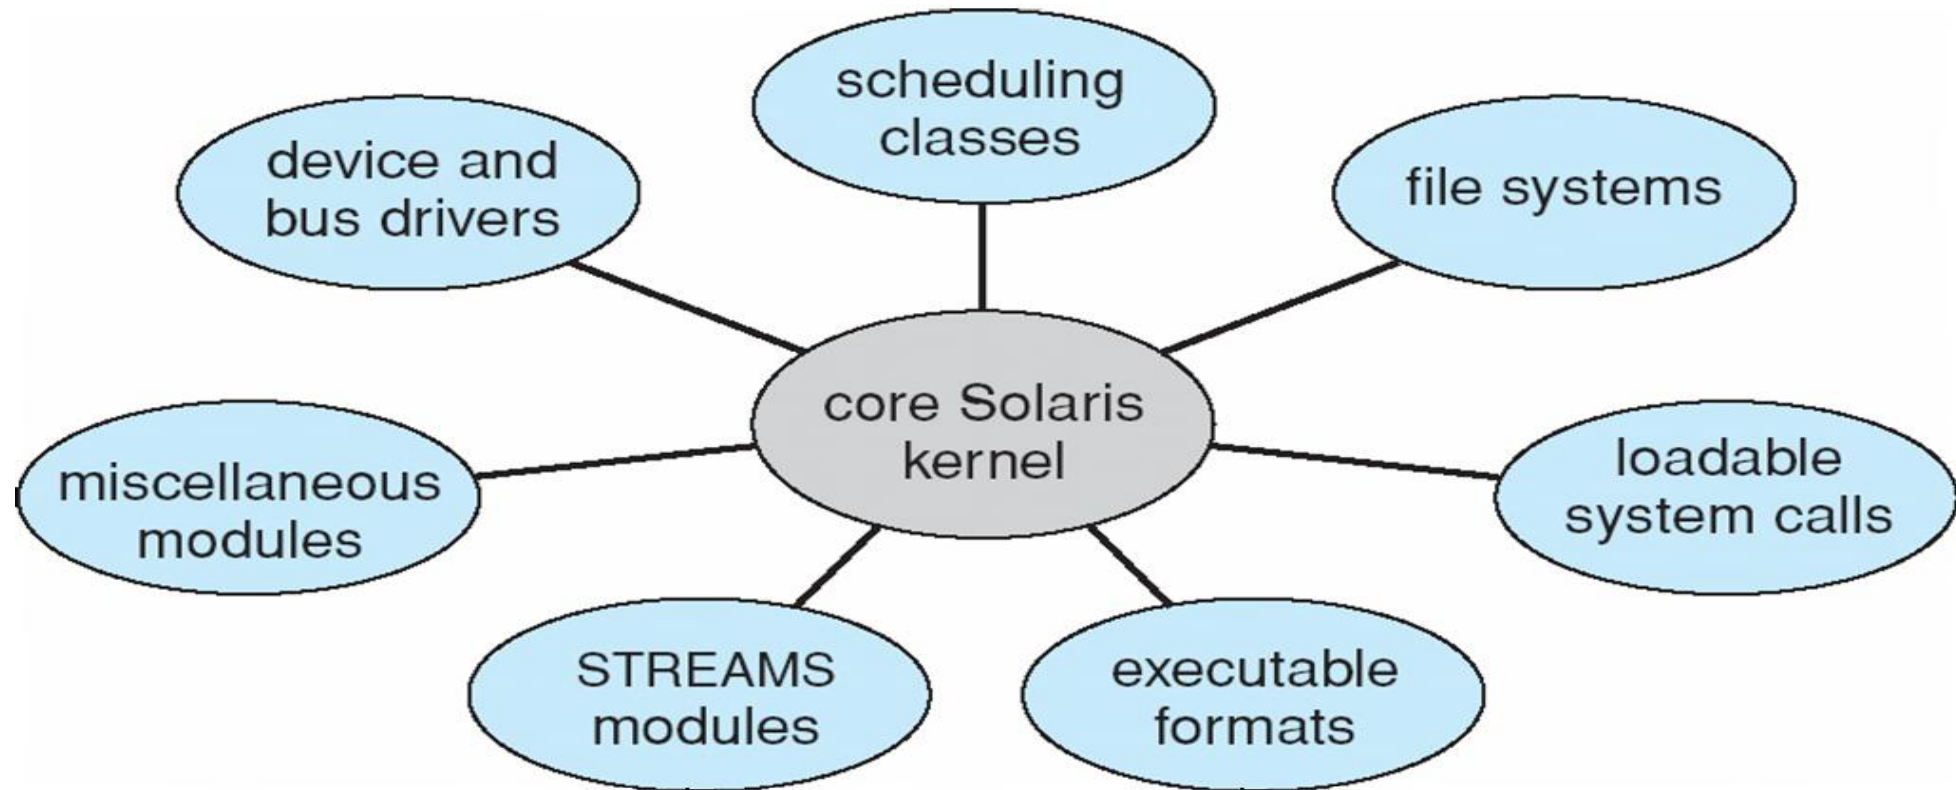 scheduling
classes
device and
bus drivers
file systems
core Solaris
kernel
miscellaneous
modules
loadable
system calls
STREAMS
modules
executable
formats